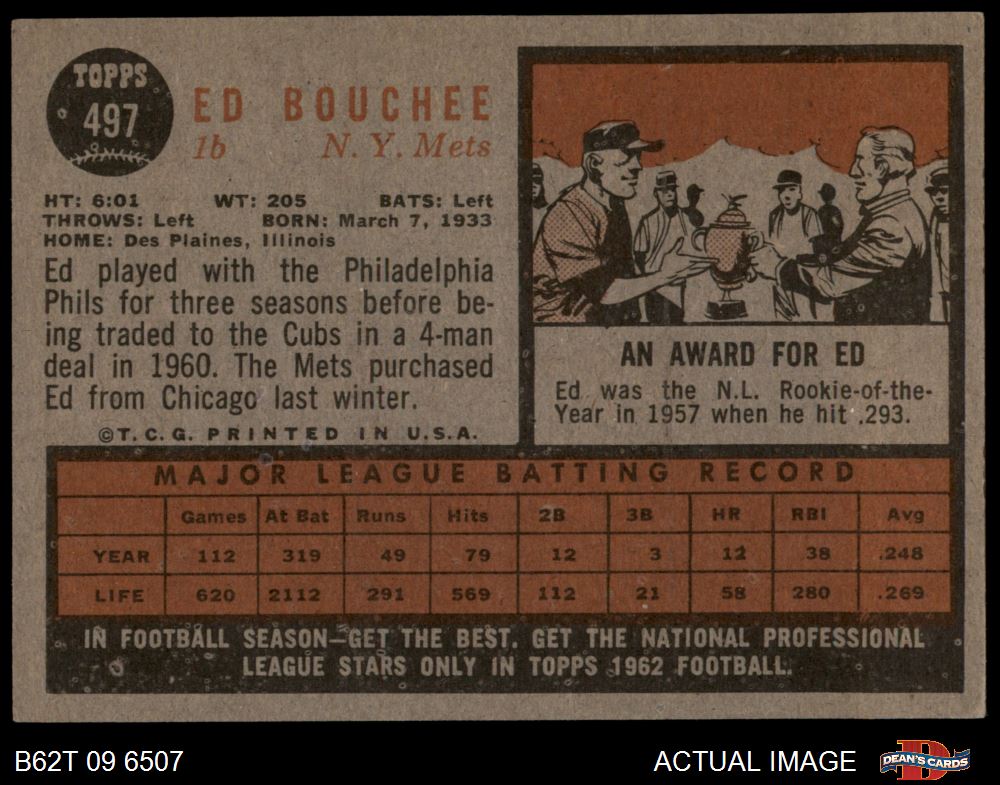 TOPPS
497
ED BOUCHEE
1b N. Y. Mets
HT: 6:01 WT: 205 BATS: Left
THROWS: Left BORN: March 7, 1933
HOME: Des Plaines, Illinois
Ed played with the Philadelphia
Phils for three seasons before be-
ing traded to the Cubs in a 4-man
deal in 1960. The Mets purchased
Ed from Chicago last winter.
©T. C. G. PRINTED IN U.S.A.
AN AWARD FOR ED
Ed was the N.L. Rookie-of-the-
Year in 1957 when he hit .293.
MAJOR LEAGUE BATTING RECORD
Games At Bat Runs Hits 2B 3B HR RBI Avg
YEAR 112 319 49 79 12 3 12 38 .248
LIFE 620 2112 291 569 112 21 58 280 .269
IN FOOTBALL SEASON—GET THE BEST. GET THE NATIONAL PROFESSIONAL
LEAGUE STARS ONLY IN TOPPS 1962 FOOTBALL.
B62T 09 6507 ACTUAL IMAGE DEAN'S CARDS